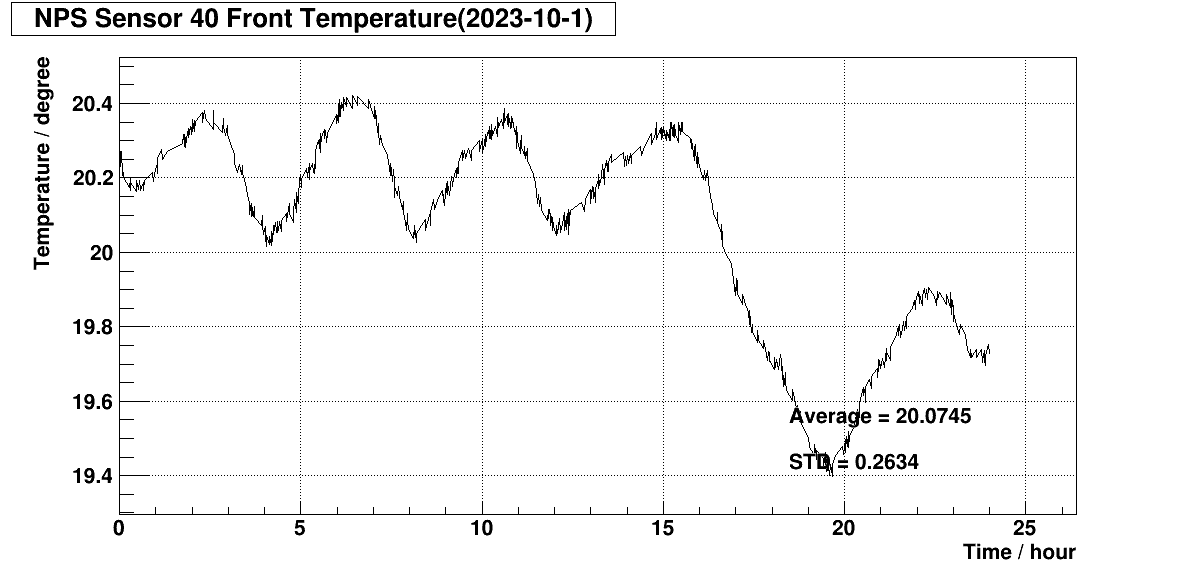 NPS Sensor 40 Front Temperature(2023-10-1)
Temperature / degree
20.4
20.2
20
19.8
19.6
19.4
Average = 20.0745
STD = 0.2634
0 5 10 15 20 25
Time / hour